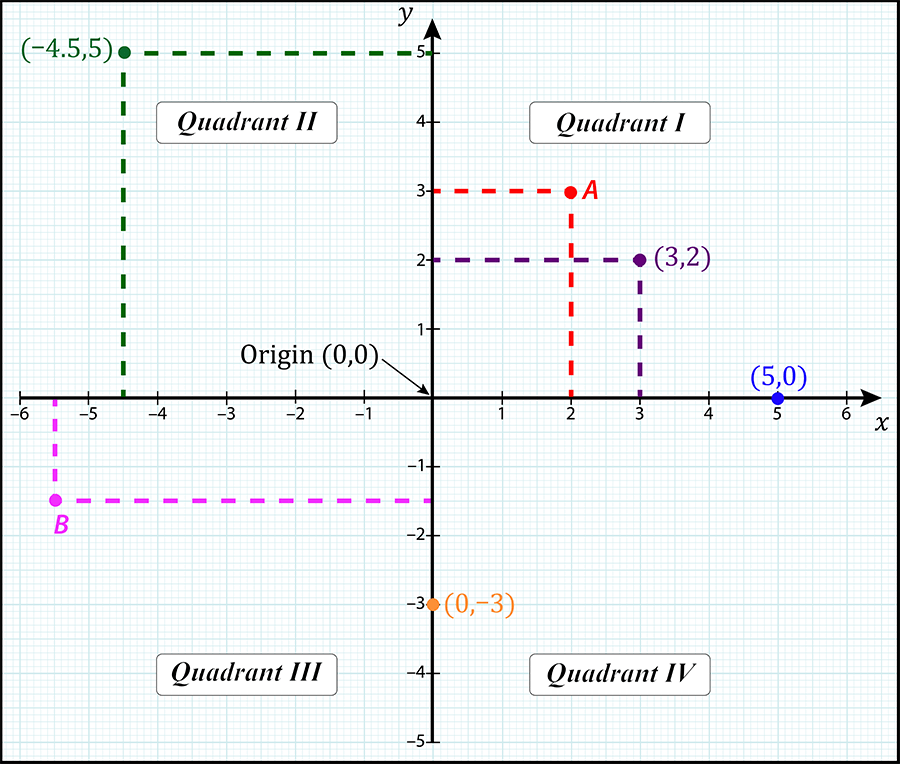 y
(−4.5,5)
5
Quadrant II
4
Quadrant I
3
A
2
(3,2)
1
Origin (0,0)
(5,0)
−6 −5 −4 −3 −2 −1 1 2 3 4 5 6
x
−1
B
−2
−3
(0,−3)
Quadrant III
−4
Quadrant IV
−5